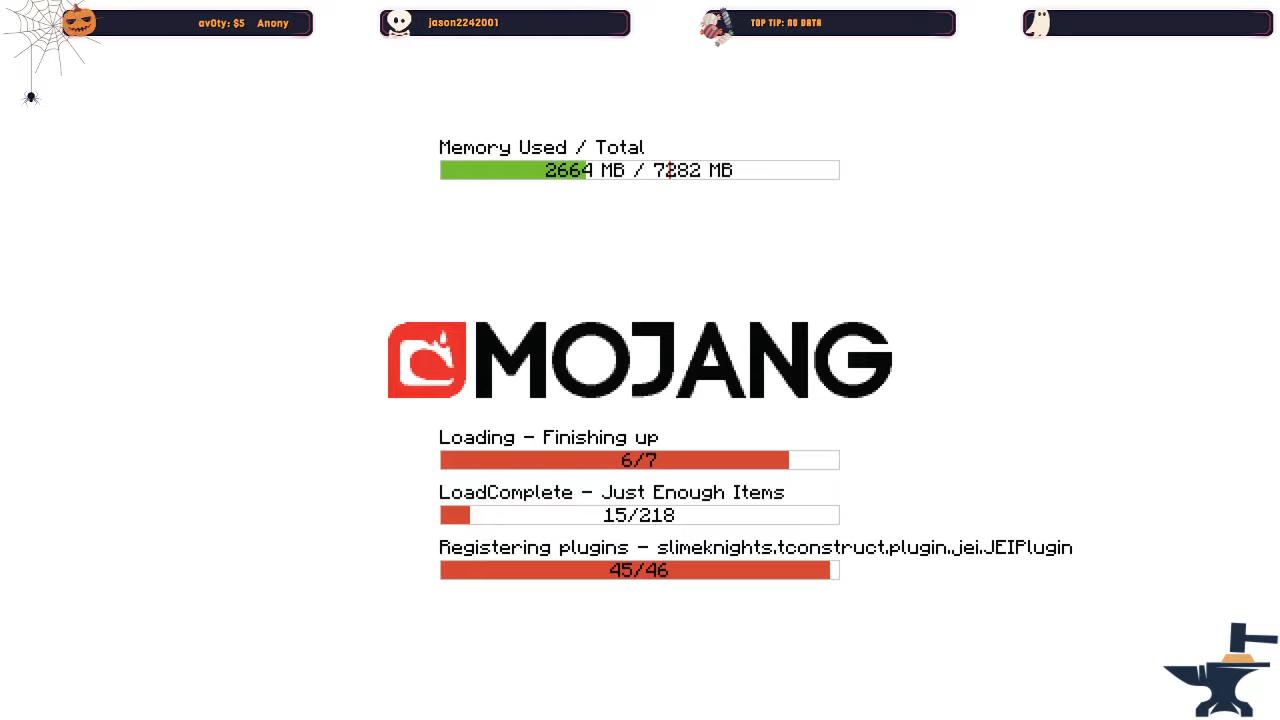 av0ty: $5 Anony
jason2242001
TOP TIP: NO DATA
Memory Used / Total
2664 MB / 7282 MB
MOJANG
Loading - Finishing up
6/7
LoadComplete - Just Enough Items
15/218
Registering plugins - slimeknights.tconstruct.plugin.jei.JEIPlugin
45/46